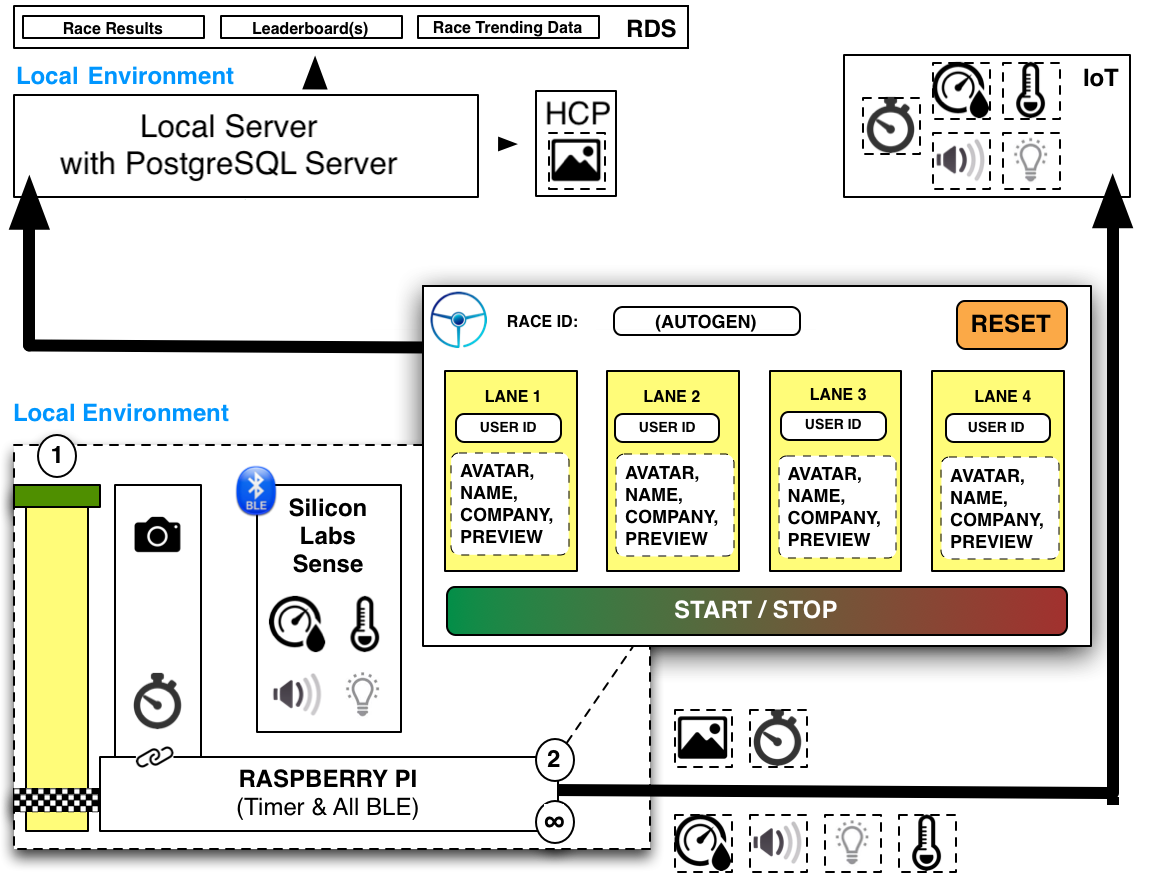 Race Results
Leaderboard(s)
Race Trending Data
RDS
Local Environment
Local Server
with PostgreSQL Server
HCP
IoT
RACE ID:
(AUTOGEN)
RESET
LANE 1
USER ID
AVATAR,
NAME,
COMPANY,
PREVIEW
LANE 2
USER ID
AVATAR,
NAME,
COMPANY,
PREVIEW
LANE 3
USER ID
AVATAR,
NAME,
COMPANY,
PREVIEW
LANE 4
USER ID
AVATAR,
NAME,
COMPANY,
PREVIEW
START / STOP
Local Environment
1
BLE
Silicon
Labs
Sense
2
RASPBERRY PI
(Timer & All BLE)
∞